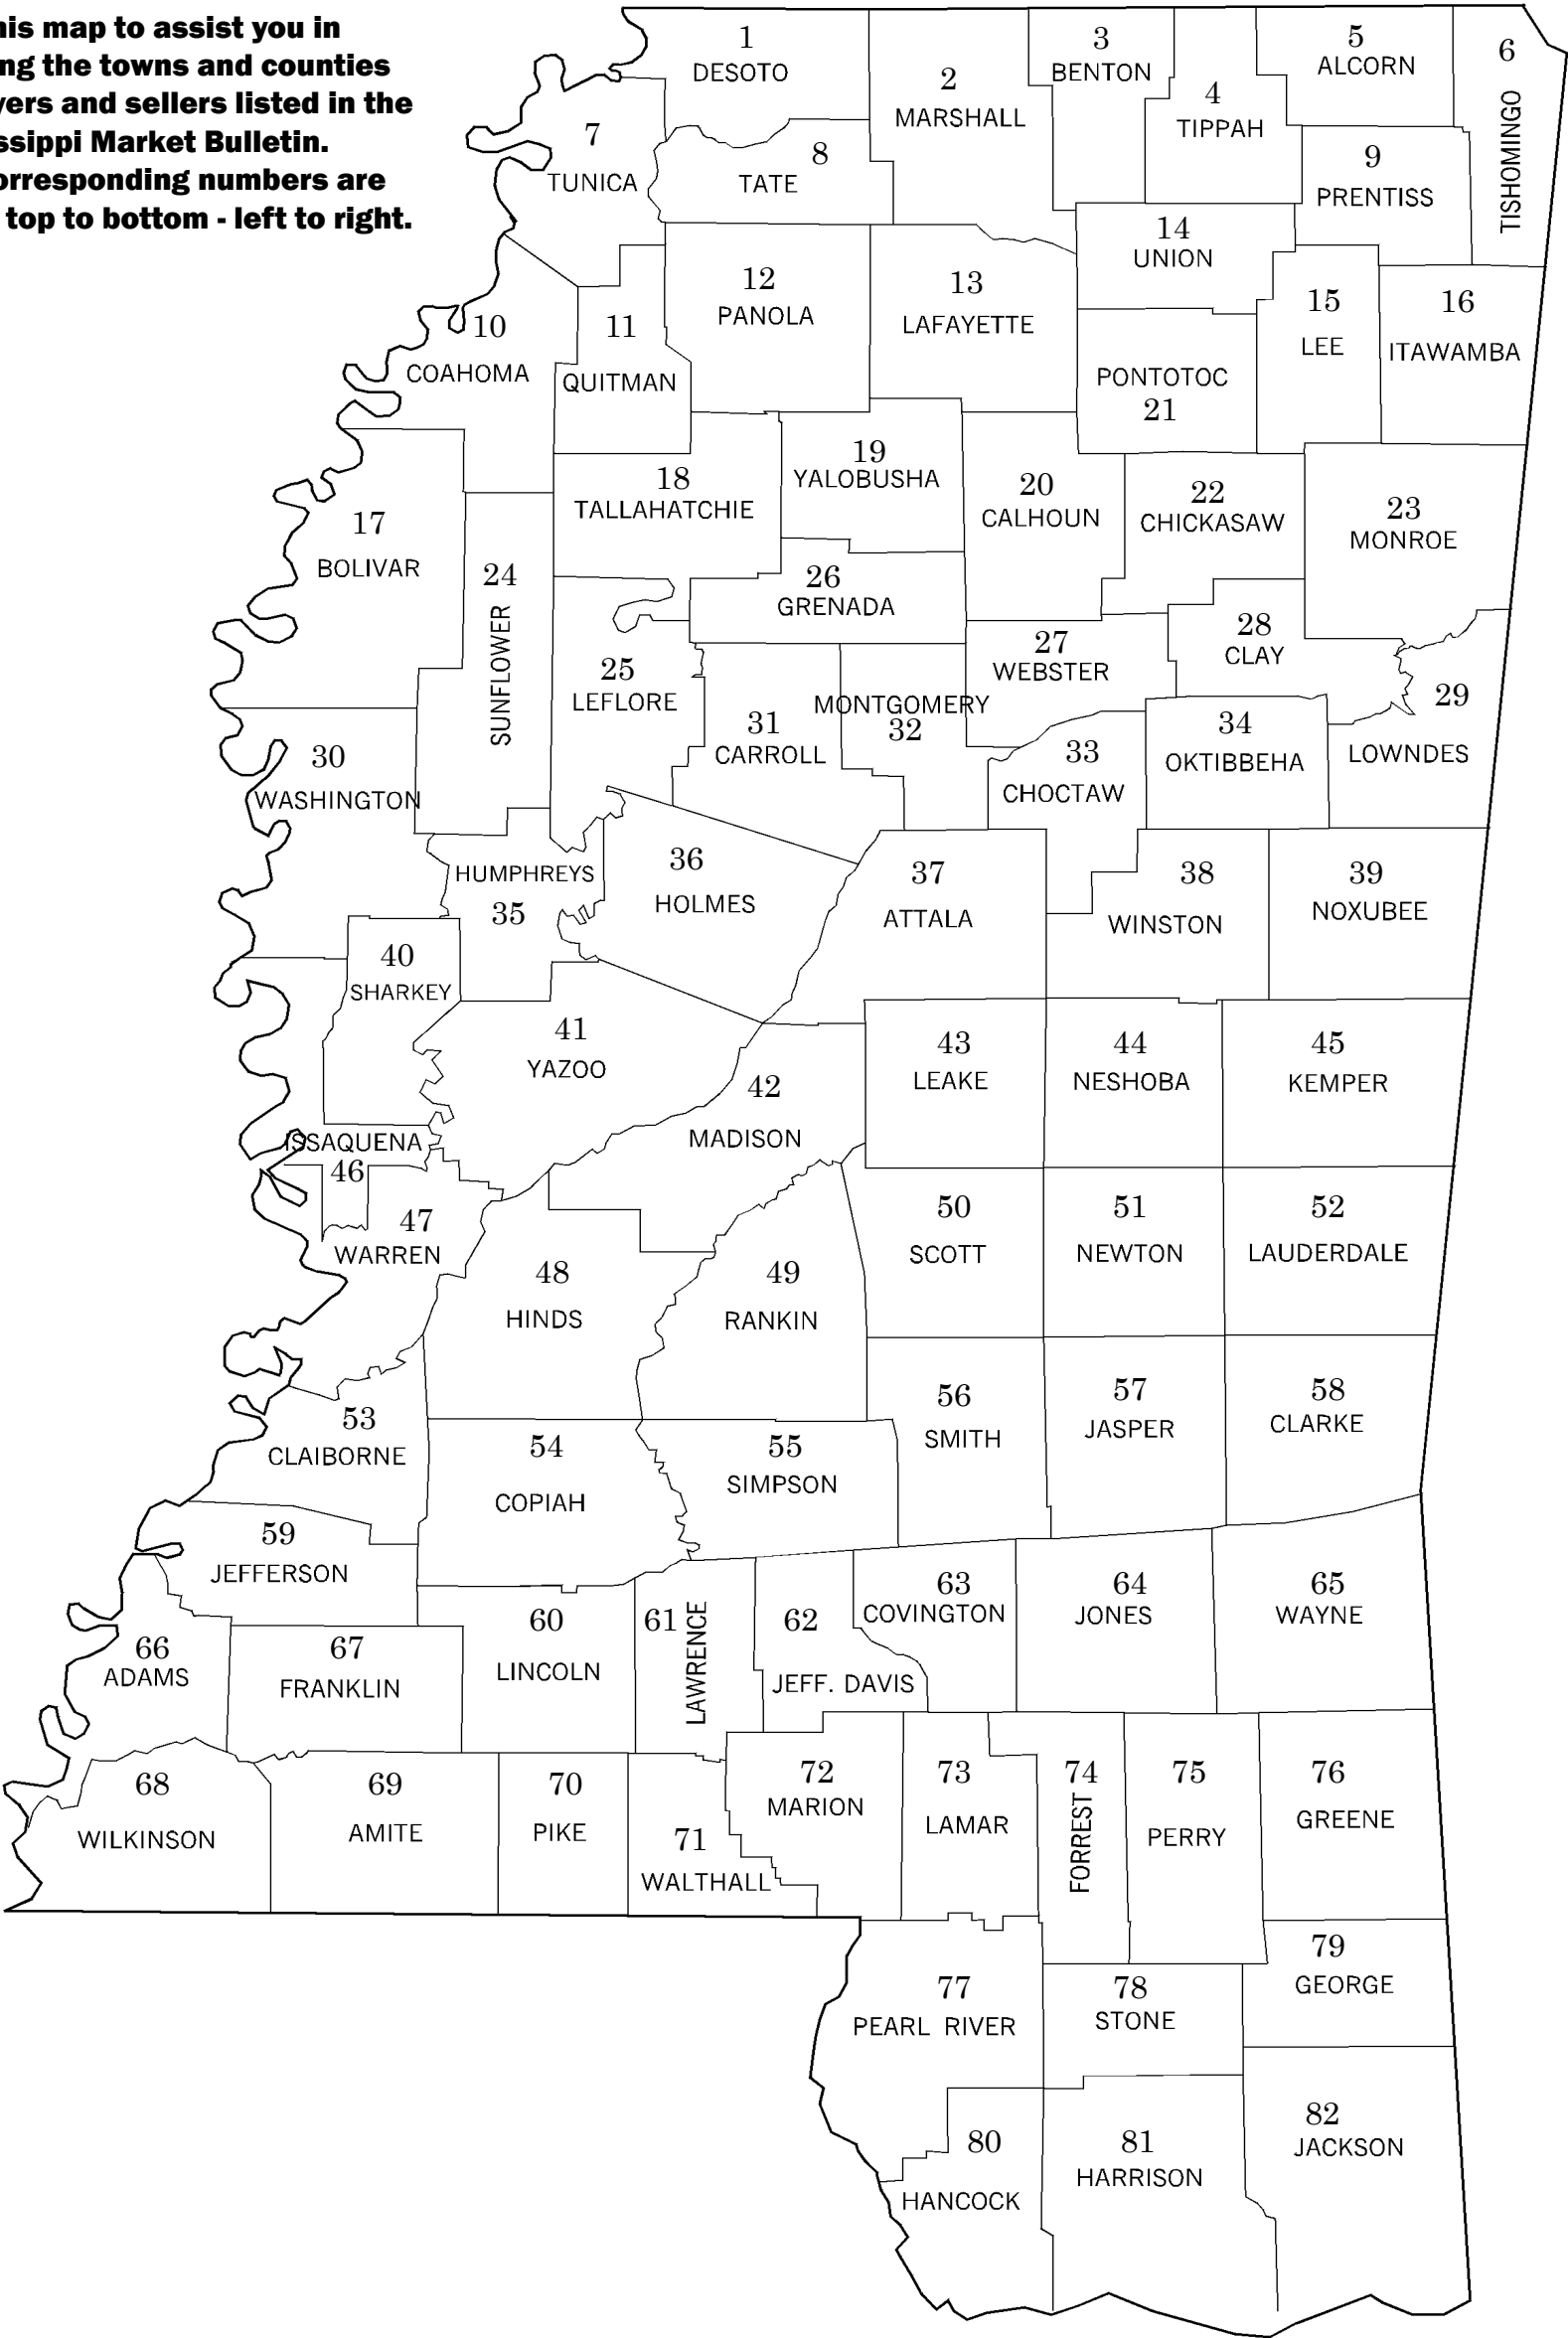 his map to assist you in
ng the towns and counties
yers and sellers listed in the
ssippi Market Bulletin.
orresponding numbers are
top to bottom - left to right.
1
DESOTO
2
MARSHALL
3
BENTON
4
TIPPAH
5
ALCORN
6
TISHOMINGO
7
TUNICA
8
TATE
9
PRENTISS
10
COAHOMA
11
QUITMAN
12
PANOLA
13
LAFAYETTE
14
UNION
15
LEE
16
ITAWAMBA
17
BOLIVAR
18
TALLAHATCHIE
19
YALOBUSHA
20
CALHOUN
PONTOTOC
21
22
CHICKASAW
23
MONROE
24
SUNFLOWER
25
LEFLORE
26
GRENADA
27
WEBSTER
28
CLAY
29
LOWNDES
30
WASHINGTON
31
CARROLL
MONTGOMERY
32
33
CHOCTAW
34
OKTIBBEHA
HUMPHREYS
35
36
HOLMES
37
ATTALA
38
WINSTON
39
NOXUBEE
40
SHARKEY
41
YAZOO
42
MADISON
43
LEAKE
44
NESHOBA
45
KEMPER
ISSAQUENA
46
47
WARREN
48
HINDS
49
RANKIN
50
SCOTT
51
NEWTON
52
LAUDERDALE
53
CLAIBORNE
54
COPIAH
55
SIMPSON
56
SMITH
57
JASPER
58
CLARKE
59
JEFFERSON
60
LINCOLN
61
LAWRENCE
62
JEFF. DAVIS
63
COVINGTON
64
JONES
65
WAYNE
66
ADAMS
67
FRANKLIN
68
WILKINSON
69
AMITE
70
PIKE
71
WALTHALL
72
MARION
73
LAMAR
74
FORREST
75
PERRY
76
GREENE
77
PEARL RIVER
78
STONE
79
GEORGE
80
HANCOCK
81
HARRISON
82
JACKSON